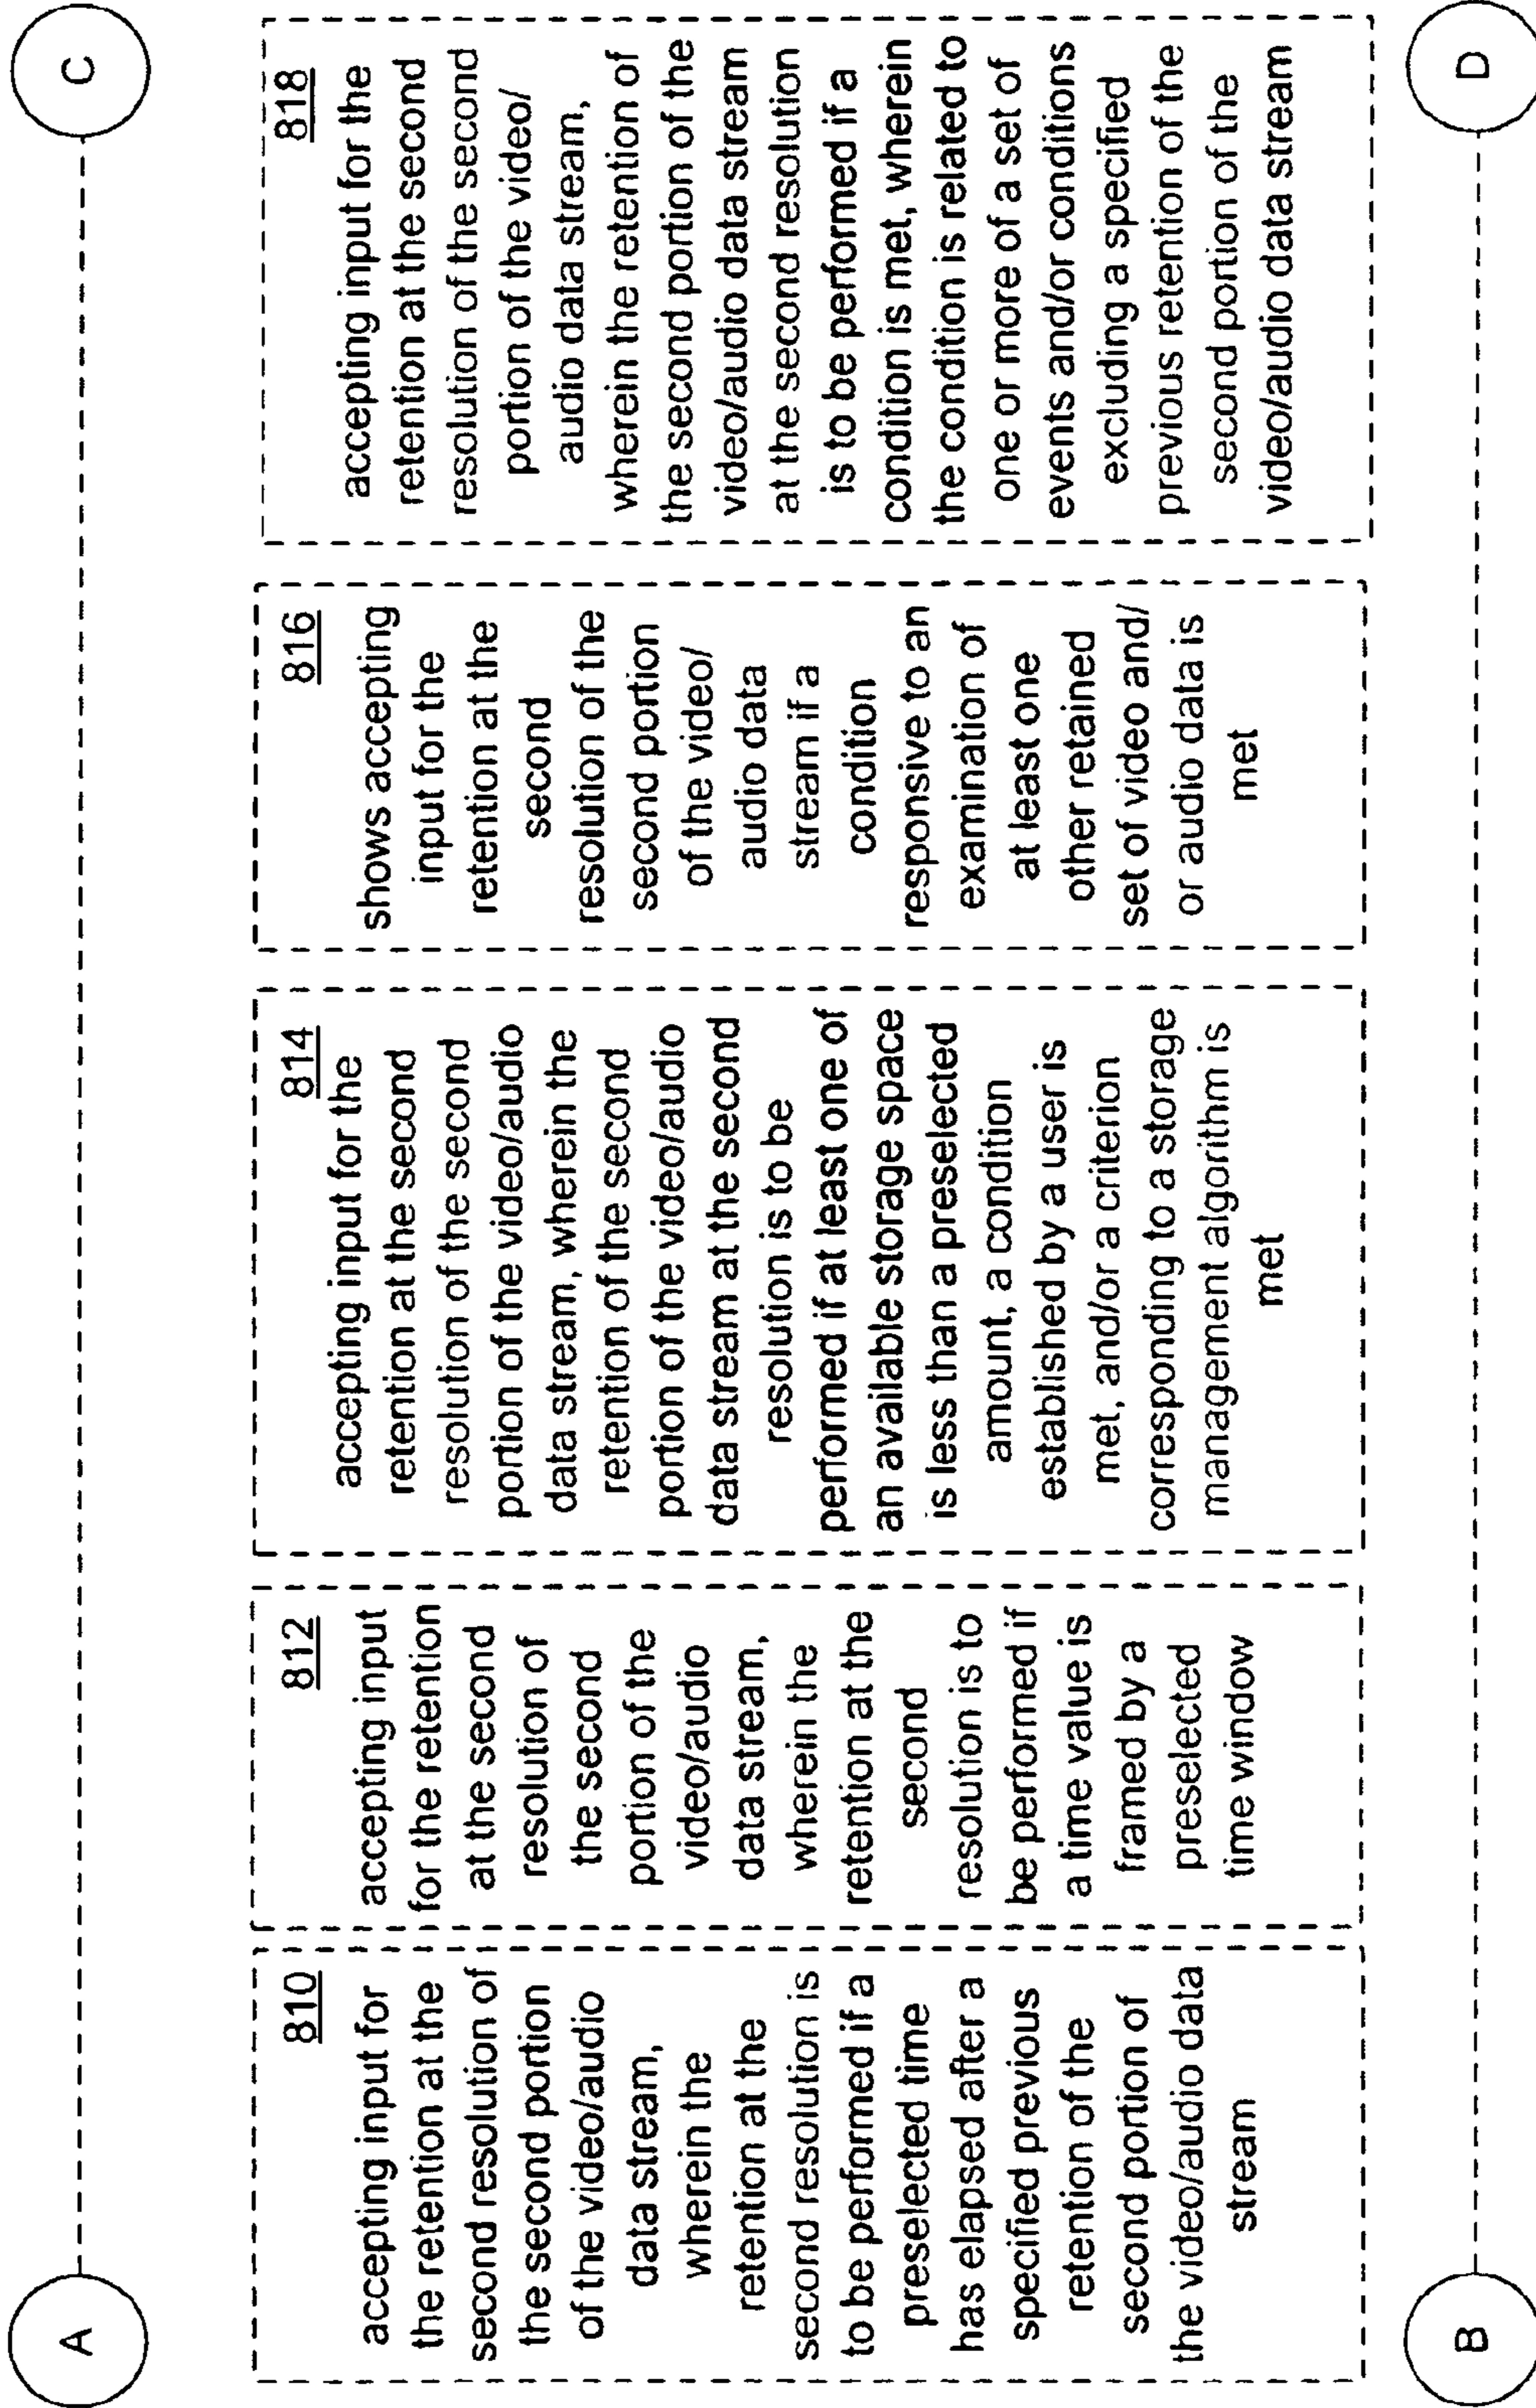 A
C
810
accepting input for
the retention at the
second resolution of
the second portion
of the video/audio
data stream,
wherein the
retention at the
second resolution is
to be performed if a
preselected time
has elapsed after a
specified previous
retention of the
second portion of
the video/audio data
stream
812
accepting input
for the retention
at the second
resolution of
the second
portion of the
video/audio
data stream,
wherein the
retention at the
second
resolution is to
be performed if
a time value is
framed by a
preselected
time window
814
accepting input for the
retention at the second
resolution of the second
portion of the video/audio
data stream, wherein the
retention of the second
portion of the video/audio
data stream at the second
resolution is to be
performed if at least one of
an available storage space
is less than a preselected
amount, a condition
established by a user is
met, and/or a criterion
corresponding to a storage
management algorithm is
met
816
shows accepting
input for the
retention at the
second
resolution of the
second portion
of the video/
audio data
stream if a
condition
responsive to an
examination of
at least one
other retained
set of video and/
or audio data is
met
818
accepting input for the
retention at the second
resolution of the second
portion of the video/
audio data stream,
wherein the retention of
the second portion of the
video/audio data stream
at the second resolution
is to be performed if a
condition is met, wherein
the condition is related to
one or more of a set of
events and/or conditions
excluding a specified
previous retention of the
second portion of the
video/audio data stream
B
D